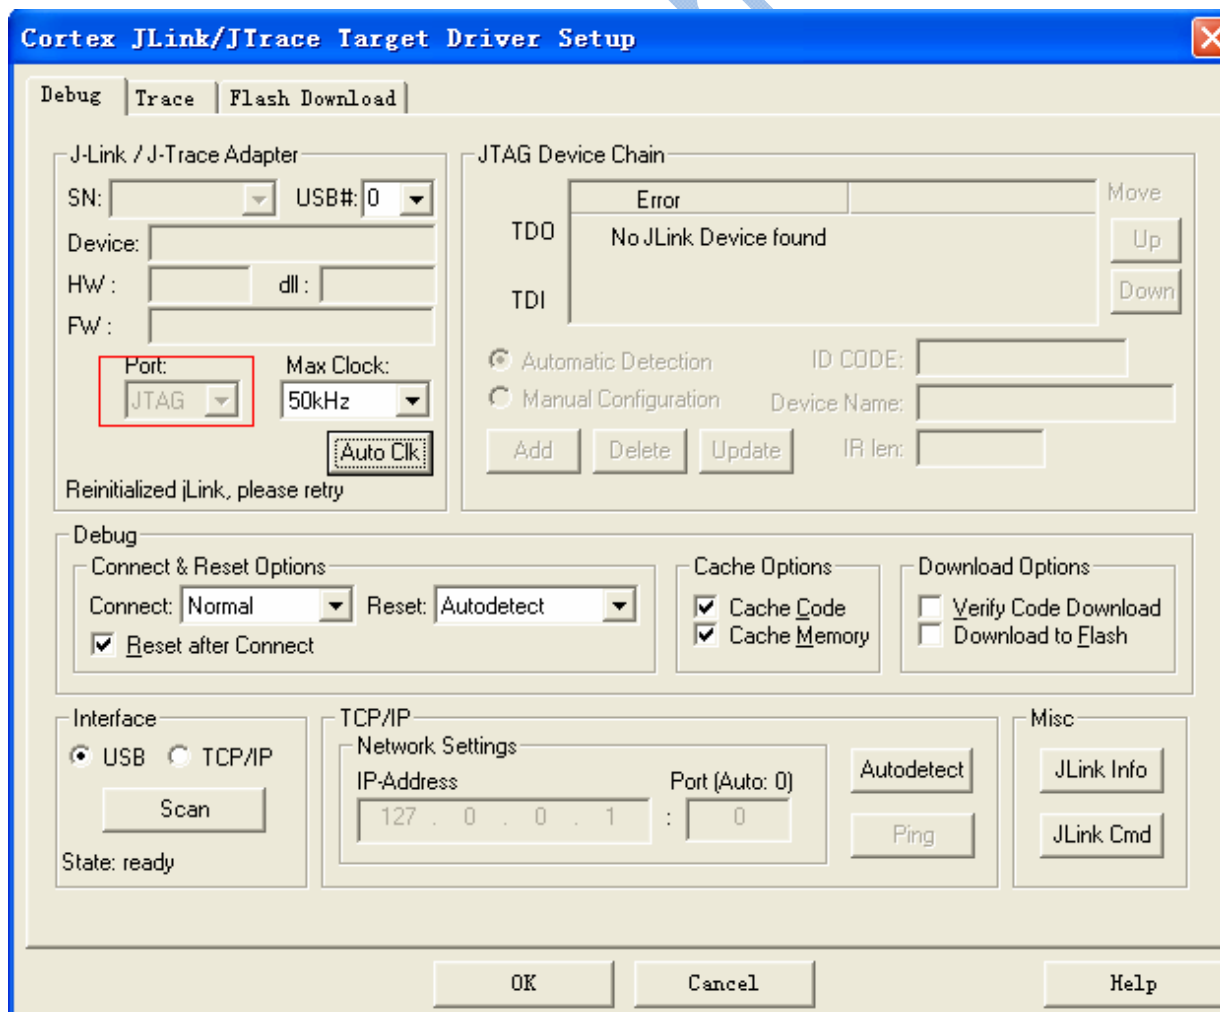 Cortex JLink/JTrace Target Driver Setup
Debug Trace Flash Download
J-Link / J-Trace Adapter
SN: USB#: 0
Device:
HW : dll :
FW :
Port: Max Clock:
JTAG 50kHz
Auto Clk
Reinitialized jLink, please retry
JTAG Device Chain
Error Move
TDO No JLink Device found Up
TDI Down
Automatic Detection ID CODE:
Manual Configuration Device Name:
Add Delete Update IR len:
Debug
Connect & Reset Options
Connect: Normal Reset: Autodetect
Reset after Connect
Cache Options
Cache Code
Cache Memory
Download Options
Verify Code Download
Download to Flash
Interface
USB TCP/IP
Scan
State: ready
TCP/IP
Network Settings
IP-Address Port (Auto: 0)
127 . 0 . 0 . 1 : 0
Autodetect
Ping
Misc
JLink Info
JLink Cmd
OK Cancel Help